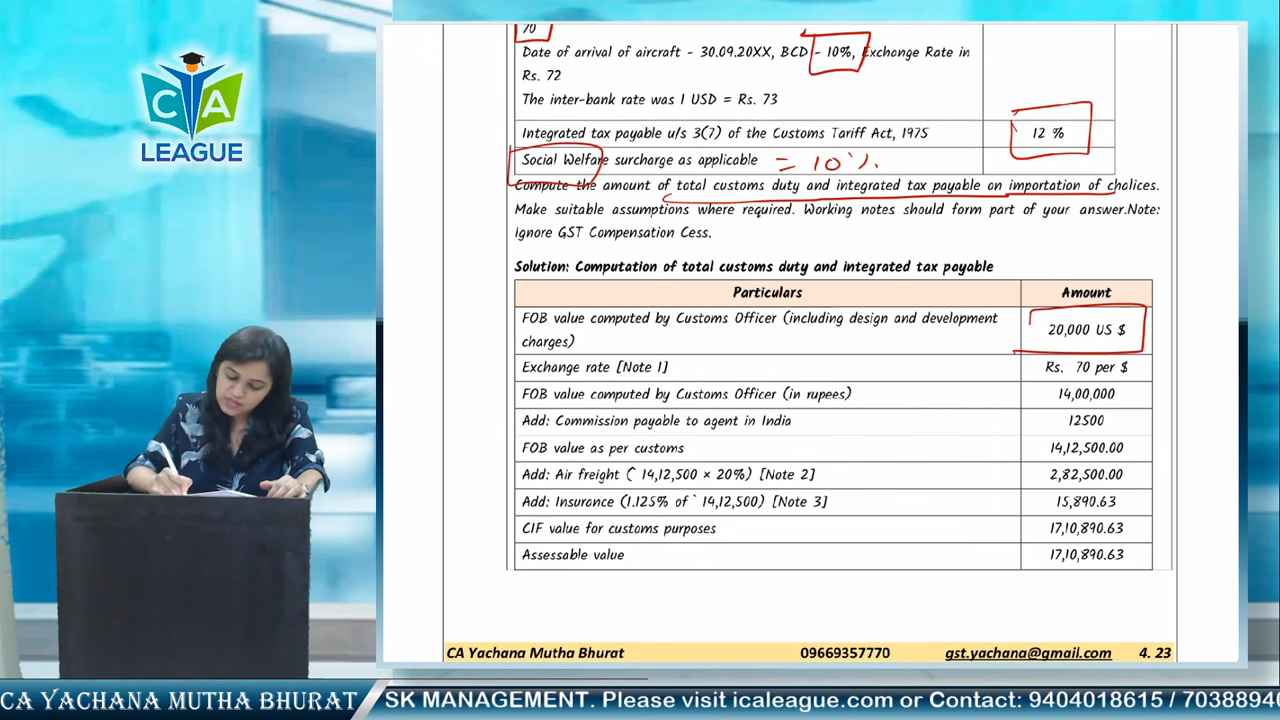 CA
LEAGUE
70
Date of arrival of aircraft - 30.09.20XX, BCD - 10%, Exchange Rate in
Rs. 72
The inter-bank rate was 1 USD = Rs. 73
Integrated tax payable u/s 3(7) of the Customs Tariff Act, 1975 12 %
Social Welfare surcharge as applicable = 10%
Compute the amount of total customs duty and integrated tax payable on importation of chalices.
Make suitable assumptions where required. Working notes should form part of your answer.Note:
Ignore GST Compensation Cess.
Solution: Computation of total customs duty and integrated tax payable
Particulars Amount
FOB value computed by Customs Officer (including design and development
charges) 20,000 US $
Exchange rate [Note 1] Rs. 70 per $
FOB value computed by Customs Officer (in rupees) 14,00,000
Add: Commission payable to agent in India 12500
FOB value as per customs 14,12,500.00
Add: Air freight (` 14,12,500 × 20%) [Note 2] 2,82,500.00
Add: Insurance (1.125% of ` 14,12,500) [Note 3] 15,890.63
CIF value for customs purposes 17,10,890.63
Assessable value 17,10,890.63
CA Yachana Mutha Bhurat 09669357770 gst.yachana@gmail.com 4. 23
CA YACHANA MUTHA BHURAT SK MANAGEMENT. Please visit icaleague.com or Contact: 9404018615 / 7038894